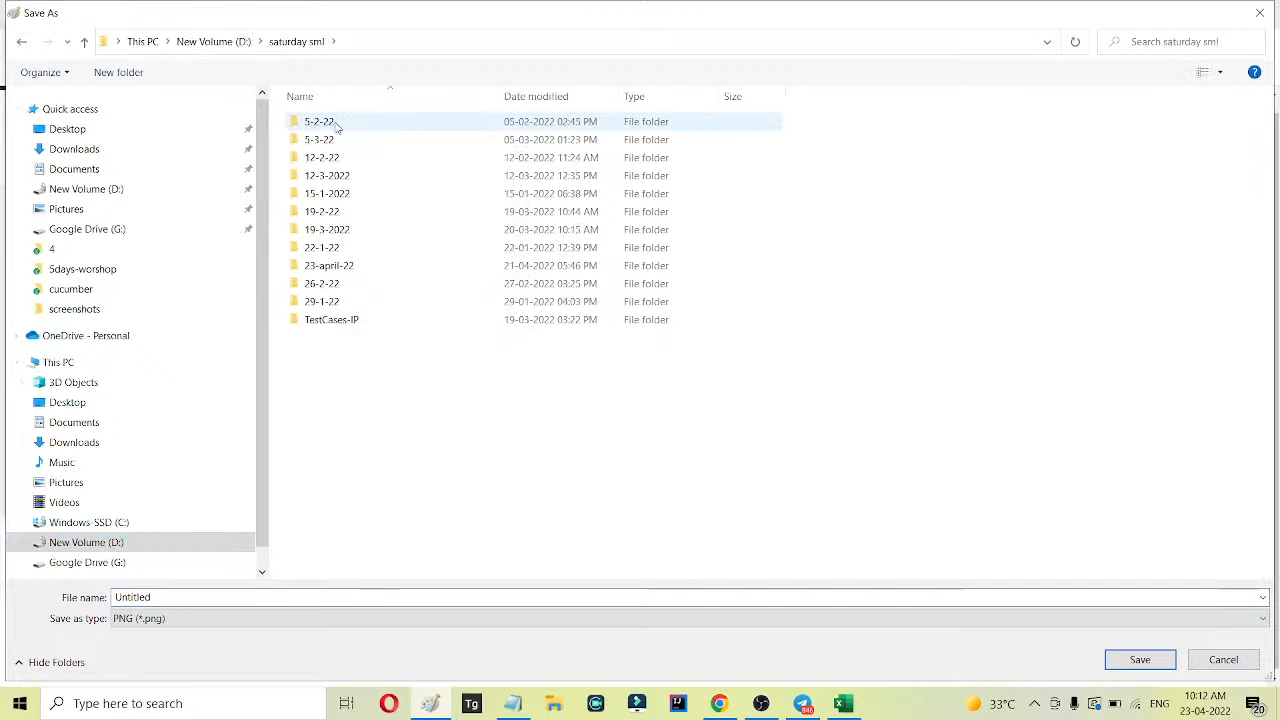 Save As
This PC New Volume (D:) saturday sml
Search saturday sml
Organize New folder
Name Date modified Type Size
Quick access
Desktop
Downloads
Documents
New Volume (D:)
Pictures
Google Drive (G:)
4
5days-worshop
cucumber
screenshots
OneDrive - Personal
This PC
3D Objects
Desktop
Documents
Downloads
Music
Pictures
Videos
Windows-SSD (C:)
New Volume (D:)
Google Drive (G:)
5-2-22 05-02-2022 02:45 PM File folder
5-3-22 05-03-2022 01:23 PM File folder
12-2-22 12-02-2022 11:24 AM File folder
12-3-2022 12-03-2022 12:35 PM File folder
15-1-2022 15-01-2022 06:38 PM File folder
19-2-22 19-03-2022 10:44 AM File folder
19-3-2022 20-03-2022 10:15 AM File folder
22-1-22 22-01-2022 12:39 PM File folder
23-april-22 21-04-2022 05:46 PM File folder
26-2-22 27-02-2022 03:25 PM File folder
29-1-22 29-01-2022 04:03 PM File folder
TestCases-IP 19-03-2022 03:22 PM File folder
File name: Untitled
Save as type: PNG (*.png)
Hide Folders Save Cancel
Type here to search
Tg
846
33°C
10:12 AM
23-04-2022
20